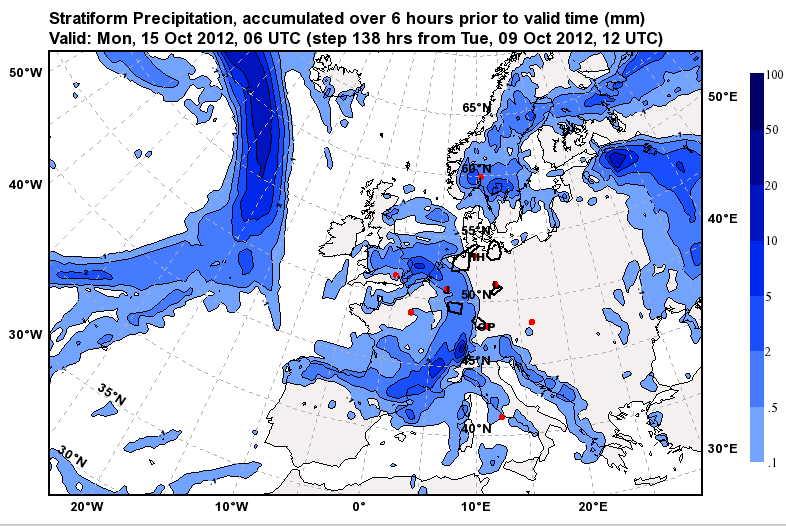 Stratiform Precipitation, accumulated over 6 hours prior to valid time (mm)
Valid: Mon, 15 Oct 2012, 06 UTC (step 138 hrs from Tue, 09 Oct 2012, 12 UTC)
50°W
40°W
30°W
35°N
30°N
65°N
60°N
55°N
50°N
45°N
40°N
HH
OP
50°E
40°E
30°E
20°W
10°W
0°
10°E
20°E
100
50
20
10
5
2
.5
.1